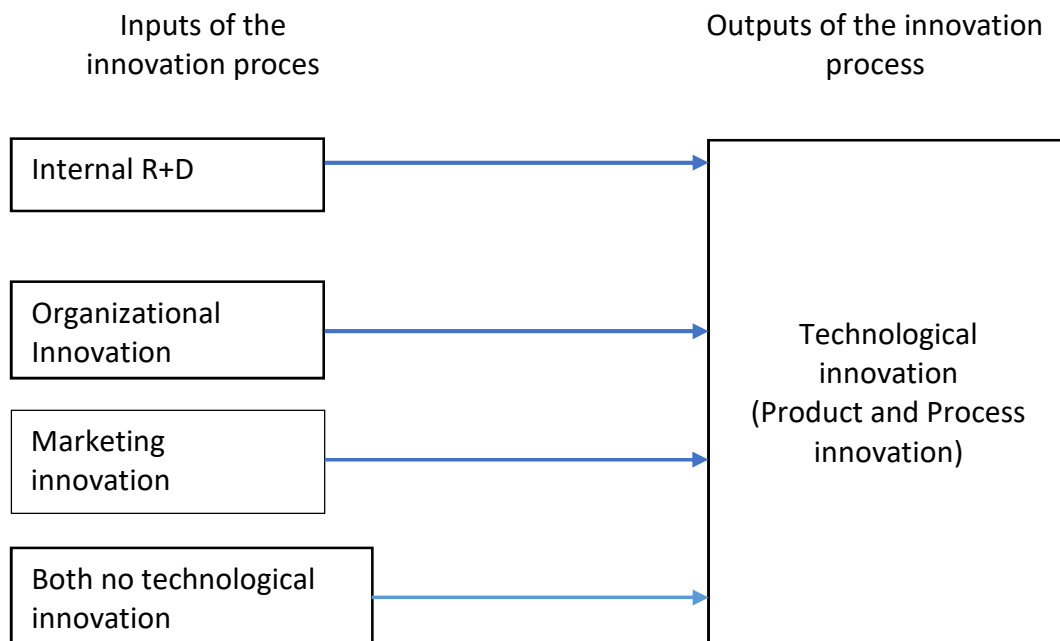 Inputs of the
innovation proces
Outputs of the innovation
process
Internal R+D
Organizational
Innovation
Marketing
innovation
Both no technological
innovation
Technological
innovation
(Product and Process
innovation)